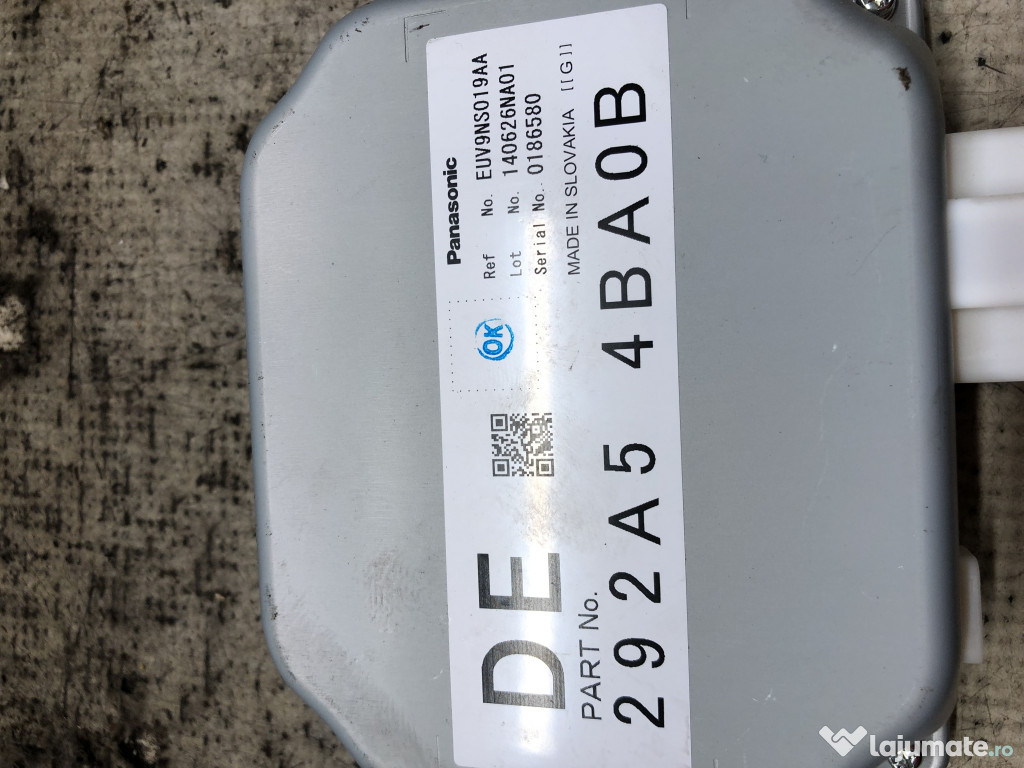 DE
PART No.
292A5 4BA0B
OK
Panasonic
Ref No. EUV9NS019AA
Lot No. 140626NA01
Serial No. 0186580
MADE IN SLOVAKIA [[G]]
lajumate.ro